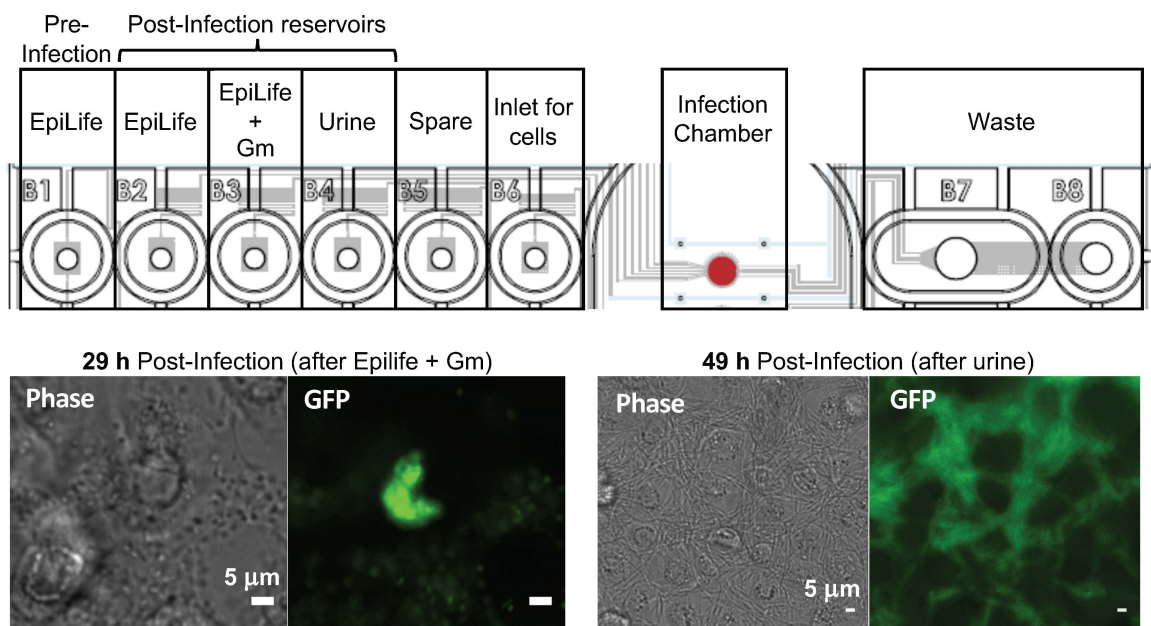 Pre-
Infection
Post-Infection reservoirs
EpiLife
EpiLife
EpiLife
+
Gm
Urine
Spare
Inlet for
cells
Infection
Chamber
Waste
B1
B2
B3
B4
B5
B6
B7
B8
29 h Post-Infection (after Epilife + Gm)
49 h Post-Infection (after urine)
Phase
GFP
Phase
GFP
5 μm
5 μm